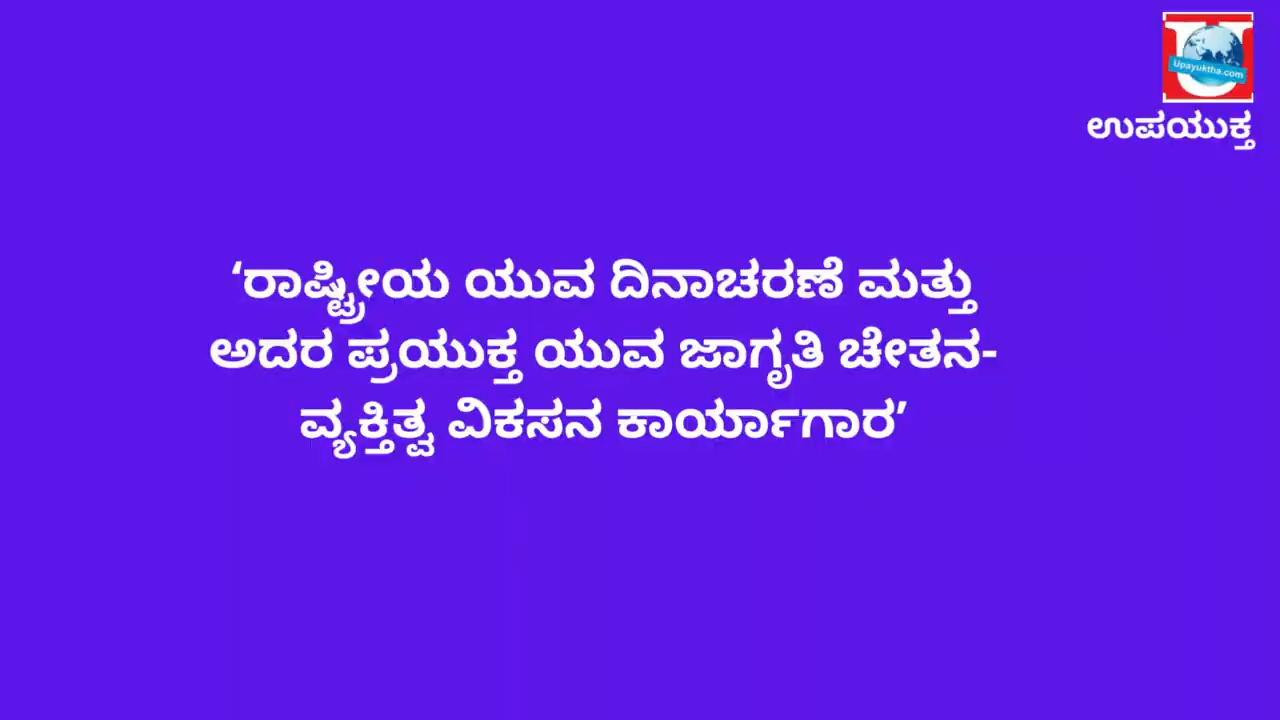 Upayuktha.com
ಉಪಯುಕ್ತ
‘ರಾಷ್ಟ್ರೀಯ ಯುವ ದಿನಾಚರಣೆ ಮತ್ತು
ಅದರ ಪ್ರಯುಕ್ತ ಯುವ ಜಾಗೃತಿ ಚೇತನ-
ವ್ಯಕ್ತಿತ್ವ ವಿಕಸನ ಕಾರ್ಯಾಗಾರ’